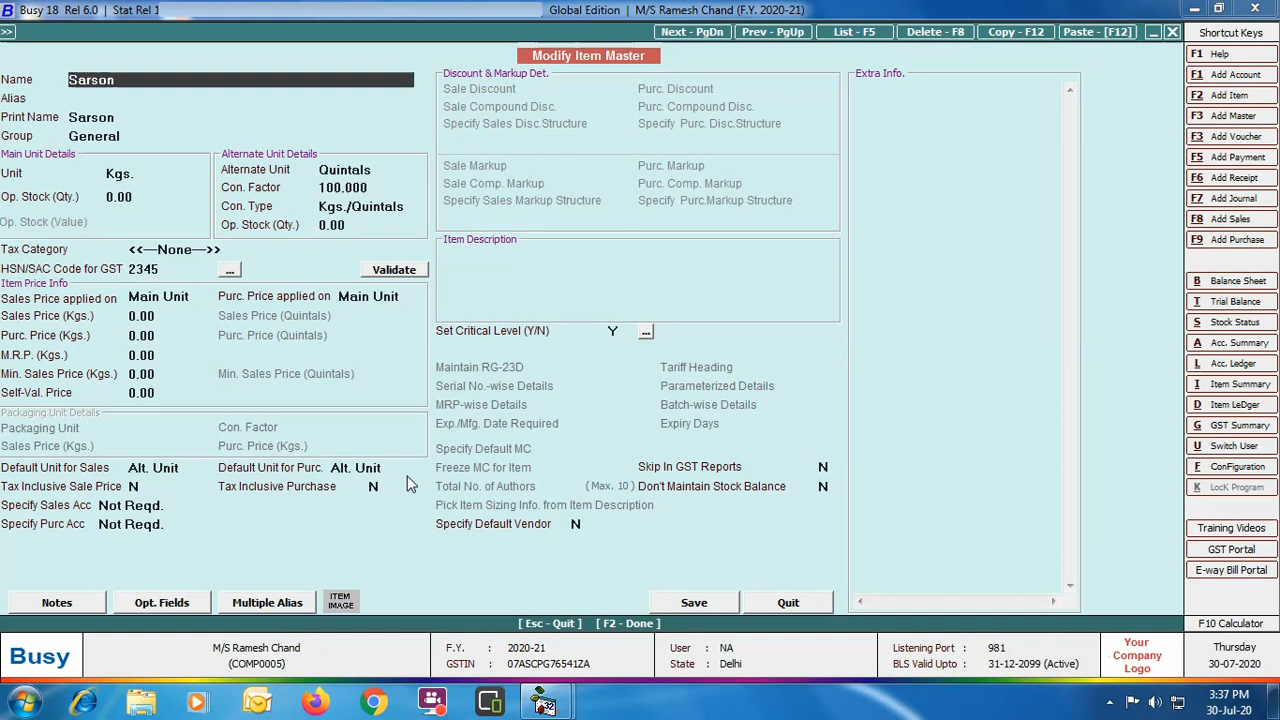 Busy 18 Rel 6.0 | Stat Rel 1 Global Edition | M/S Ramesh Chand (F.Y. 2020-21)
>> Next - PgDn Prev - PgUp List - F5 Delete - F8 Copy - F12 Paste - [F12]
Modify Item Master
Name Sarson
Alias
Print Name Sarson
Group General
Main Unit Details
Unit Kgs.
Op. Stock (Qty.) 0.00
Op. Stock (Value)
Alternate Unit Details
Alternate Unit Quintals
Con. Factor 100.000
Con. Type Kgs./Quintals
Op. Stock (Qty.) 0.00
Tax Category <<---None--->>
HSN/SAC Code for GST 2345 ... Validate
Item Price Info
Sales Price applied on Main Unit Purc. Price applied on Main Unit
Sales Price (Kgs.) 0.00 Sales Price (Quintals)
Purc. Price (Kgs.) 0.00 Purc. Price (Quintals)
M.R.P. (Kgs.) 0.00
Min. Sales Price (Kgs.) 0.00 Min. Sales Price (Quintals)
Self-Val. Price 0.00
Packaging Unit Details
Packaging Unit Con. Factor
Sales Price (Kgs.) Purc. Price (Kgs.)
Default Unit for Sales Alt. Unit Default Unit for Purc. Alt. Unit
Tax Inclusive Sale Price N Tax Inclusive Purchase N
Specify Sales Acc Not Reqd.
Specify Purc Acc Not Reqd.
Notes Opt. Fields Multiple Alias ITEM IMAGE
Discount & Markup Det.
Sale Discount Purc. Discount
Sale Compound Disc. Purc. Compound Disc.
Specify Sales Disc.Structure Specify Purc. Disc.Structure
Sale Markup Purc. Markup
Sale Comp. Markup Purc. Comp. Markup
Specify Sales Markup Structure Specify Purc.Markup Structure
Item Description
Set Critical Level (Y/N) Y ...
Maintain RG-23D Tariff Heading
Serial No.-wise Details Parameterized Details
MRP-wise Details Batch-wise Details
Exp./Mfg. Date Required Expiry Days
Specify Default MC
Freeze MC for Item Skip In GST Reports N
Total No. of Authors (Max. 10) Don't Maintain Stock Balance N
Pick Item Sizing Info. from Item Description
Specify Default Vendor N
Save Quit
Extra Info.
[ Esc - Quit ] [ F2 - Done ]
Shortcut Keys
F1 Help
F1 Add Account
F2 Add Item
F3 Add Master
F3 Add Voucher
F5 Add Payment
F6 Add Receipt
F7 Add Journal
F8 Add Sales
F9 Add Purchase
B Balance Sheet
T Trial Balance
S Stock Status
A Acc. Summary
L Acc. Ledger
I Item Summary
D Item LeDger
G GST Summary
U Switch User
F ConFiguration
K LocK Program
Training Videos
GST Portal
E-way Bill Portal
F10 Calculator
Busy
M/S Ramesh Chand
(COMP0005)
F.Y. : 2020-21
GSTIN : 07ASCPG76541ZA
User : NA
State : Delhi
Listening Port : 981
BLS Valid Upto : 31-12-2099 (Active)
Your
Company
Logo
Thursday
30-07-2020
32
3:37 PM
30-Jul-20